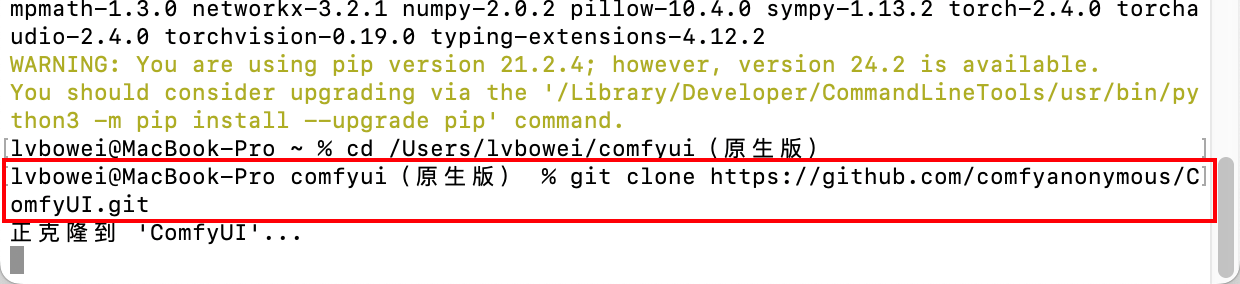 mpmath-1.3.0 networkx-3.2.1 numpy-2.0.2 pillow-10.4.0 sympy-1.13.2 torch-2.4.0 torcha
udio-2.4.0 torchvision-0.19.0 typing-extensions-4.12.2
WARNING: You are using pip version 21.2.4; however, version 24.2 is available.
You should consider upgrading via the '/Library/Developer/CommandLineTools/usr/bin/py
thon3 -m pip install --upgrade pip' command.
[lvbowei@MacBook-Pro ~ % cd /Users/lvbowei/comfyui（原生版） ]
[lvbowei@MacBook-Pro comfyui（原生版） % git clone https://github.com/comfyanonymous/C]
omfyUI.git
正克隆到 'ComfyUI'...